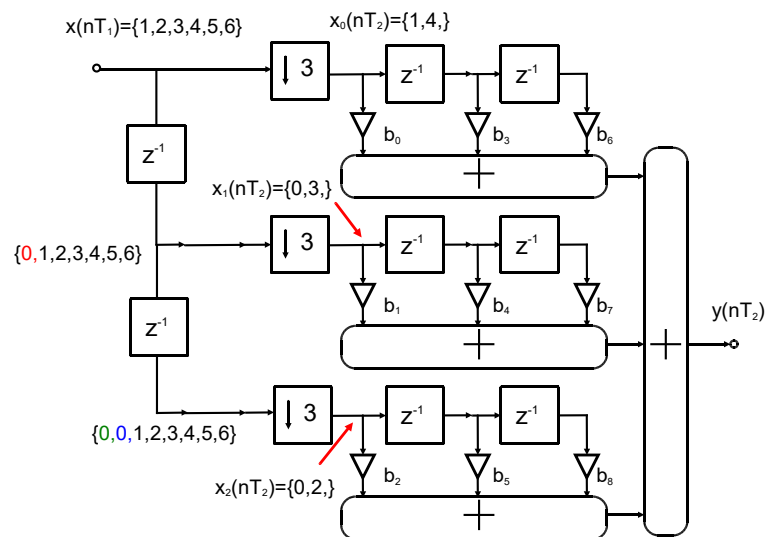 x(nT₁)={1,2,3,4,5,6}
x₀(nT₂)={1,4,}
↓ 3
z⁻¹
z⁻¹
b₀
b₃
b₆
+
z⁻¹
x₁(nT₂)={0,3,}
{0,1,2,3,4,5,6}
↓ 3
z⁻¹
z⁻¹
b₁
b₄
b₇
+
y(nT₂)
+
z⁻¹
↓ 3
z⁻¹
z⁻¹
{0,0,1,2,3,4,5,6}
b₂
b₅
b₈
x₂(nT₂)={0,2,}
+